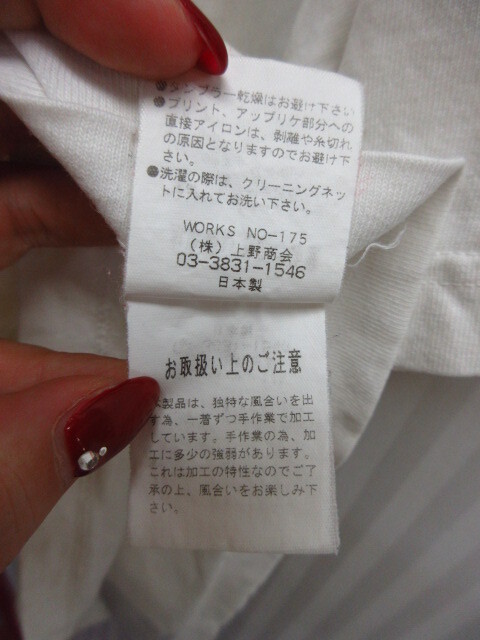 ●タンブラー乾燥はお避け下さい
●プリント、アップリケ部分への
直接アイロンは、剥離や糸切れ
の原因となりますのでお避け下
さい。
●洗濯の際は、クリーニングネッ
トに入れてお洗い下さい。
WORKS NO-175
(株)上野商会
03-3831-1546
日本製
お取扱い上のご注意
本製品は、独特な風合いを出
す為、一着ずつ手作業で加工
しています。手作業の為、加
工に多少の強弱があります。
これは加工の特性なのでご了
承の上、風合いをお楽しみ下
さい。